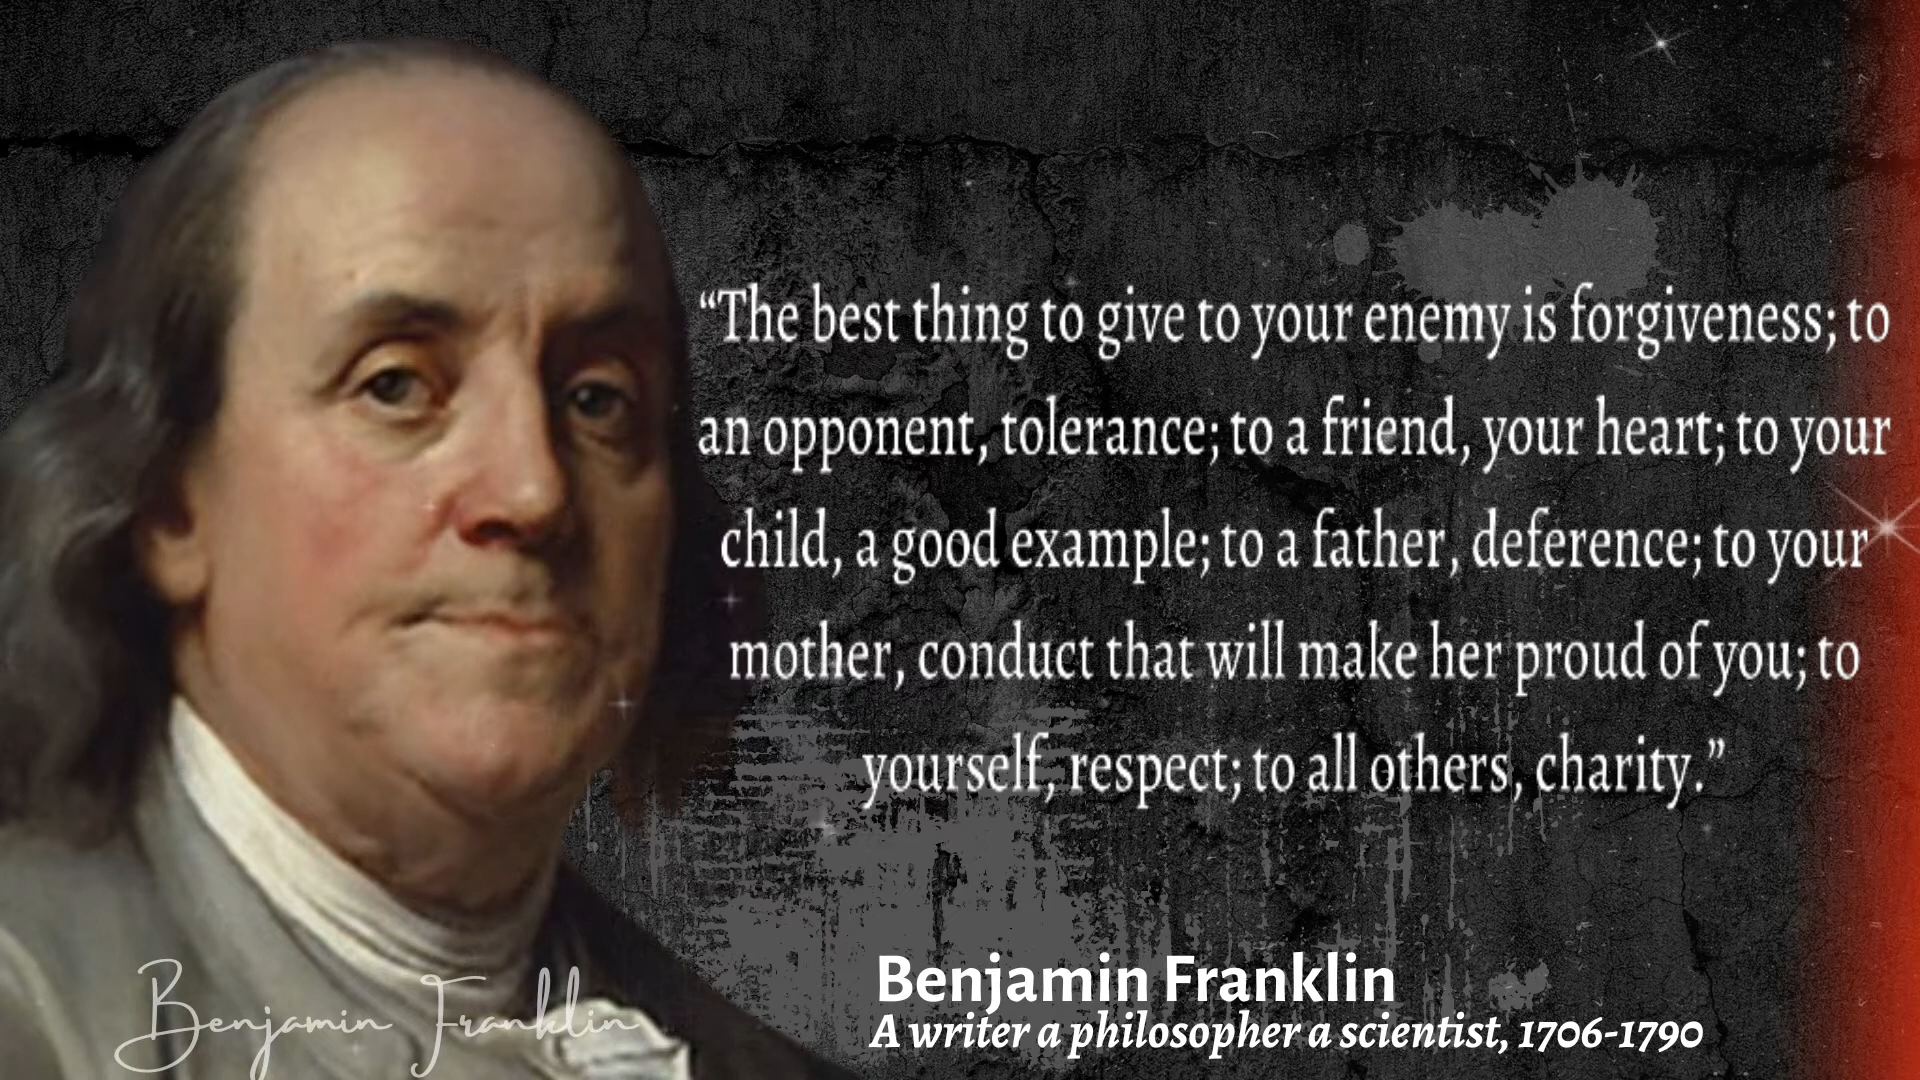 “The best thing to give to your enemy is forgiveness; to
an opponent, tolerance; to a friend, your heart; to your
child, a good example; to a father, deference; to your
mother, conduct that will make her proud of you; to
yourself, respect; to all others, charity.”
Benjamin Franklin
A writer a philosopher a scientist, 1706-1790
Benjamin Franklin